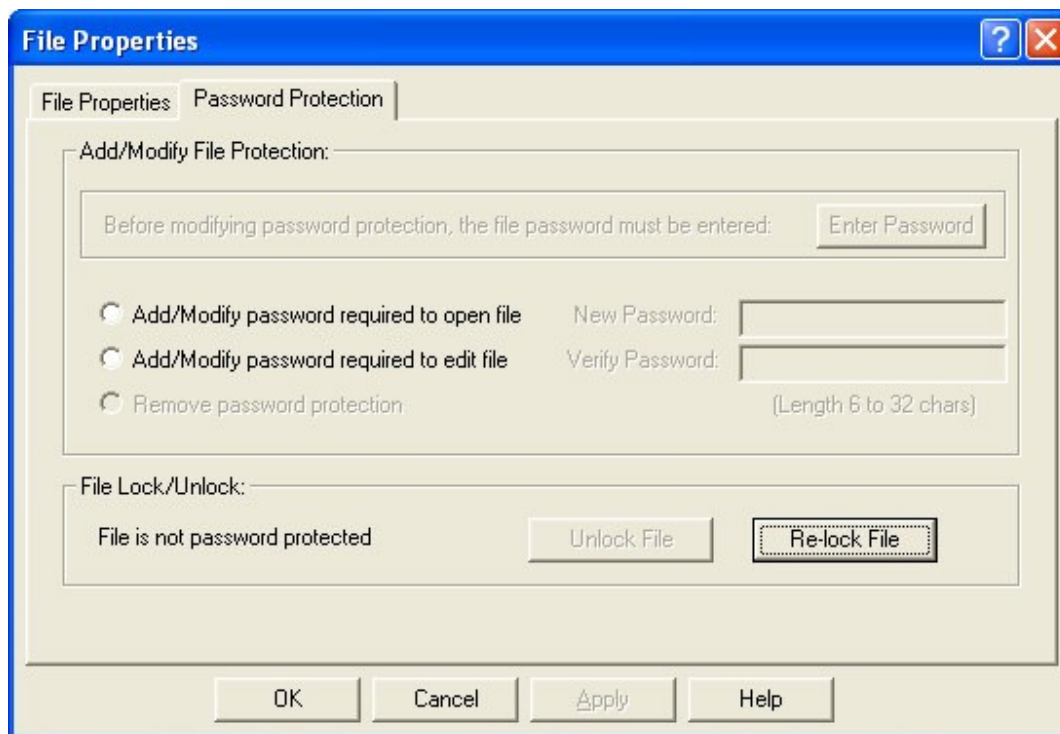 File Properties
?
File Properties
Password Protection
Add/Modify File Protection:
Before modifying password protection, the file password must be entered:
Enter Password
Add/Modify password required to open file
New Password:
Add/Modify password required to edit file
Verify Password:
Remove password protection
(Length 6 to 32 chars)
File Lock/Unlock:
File is not password protected
Unlock File
Re-lock File
OK
Cancel
Apply
Help